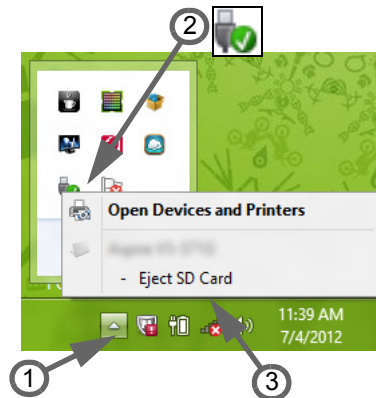 2
Open Devices and Printers
- Eject SD Card
11:39 AM
7/4/2012
1
3